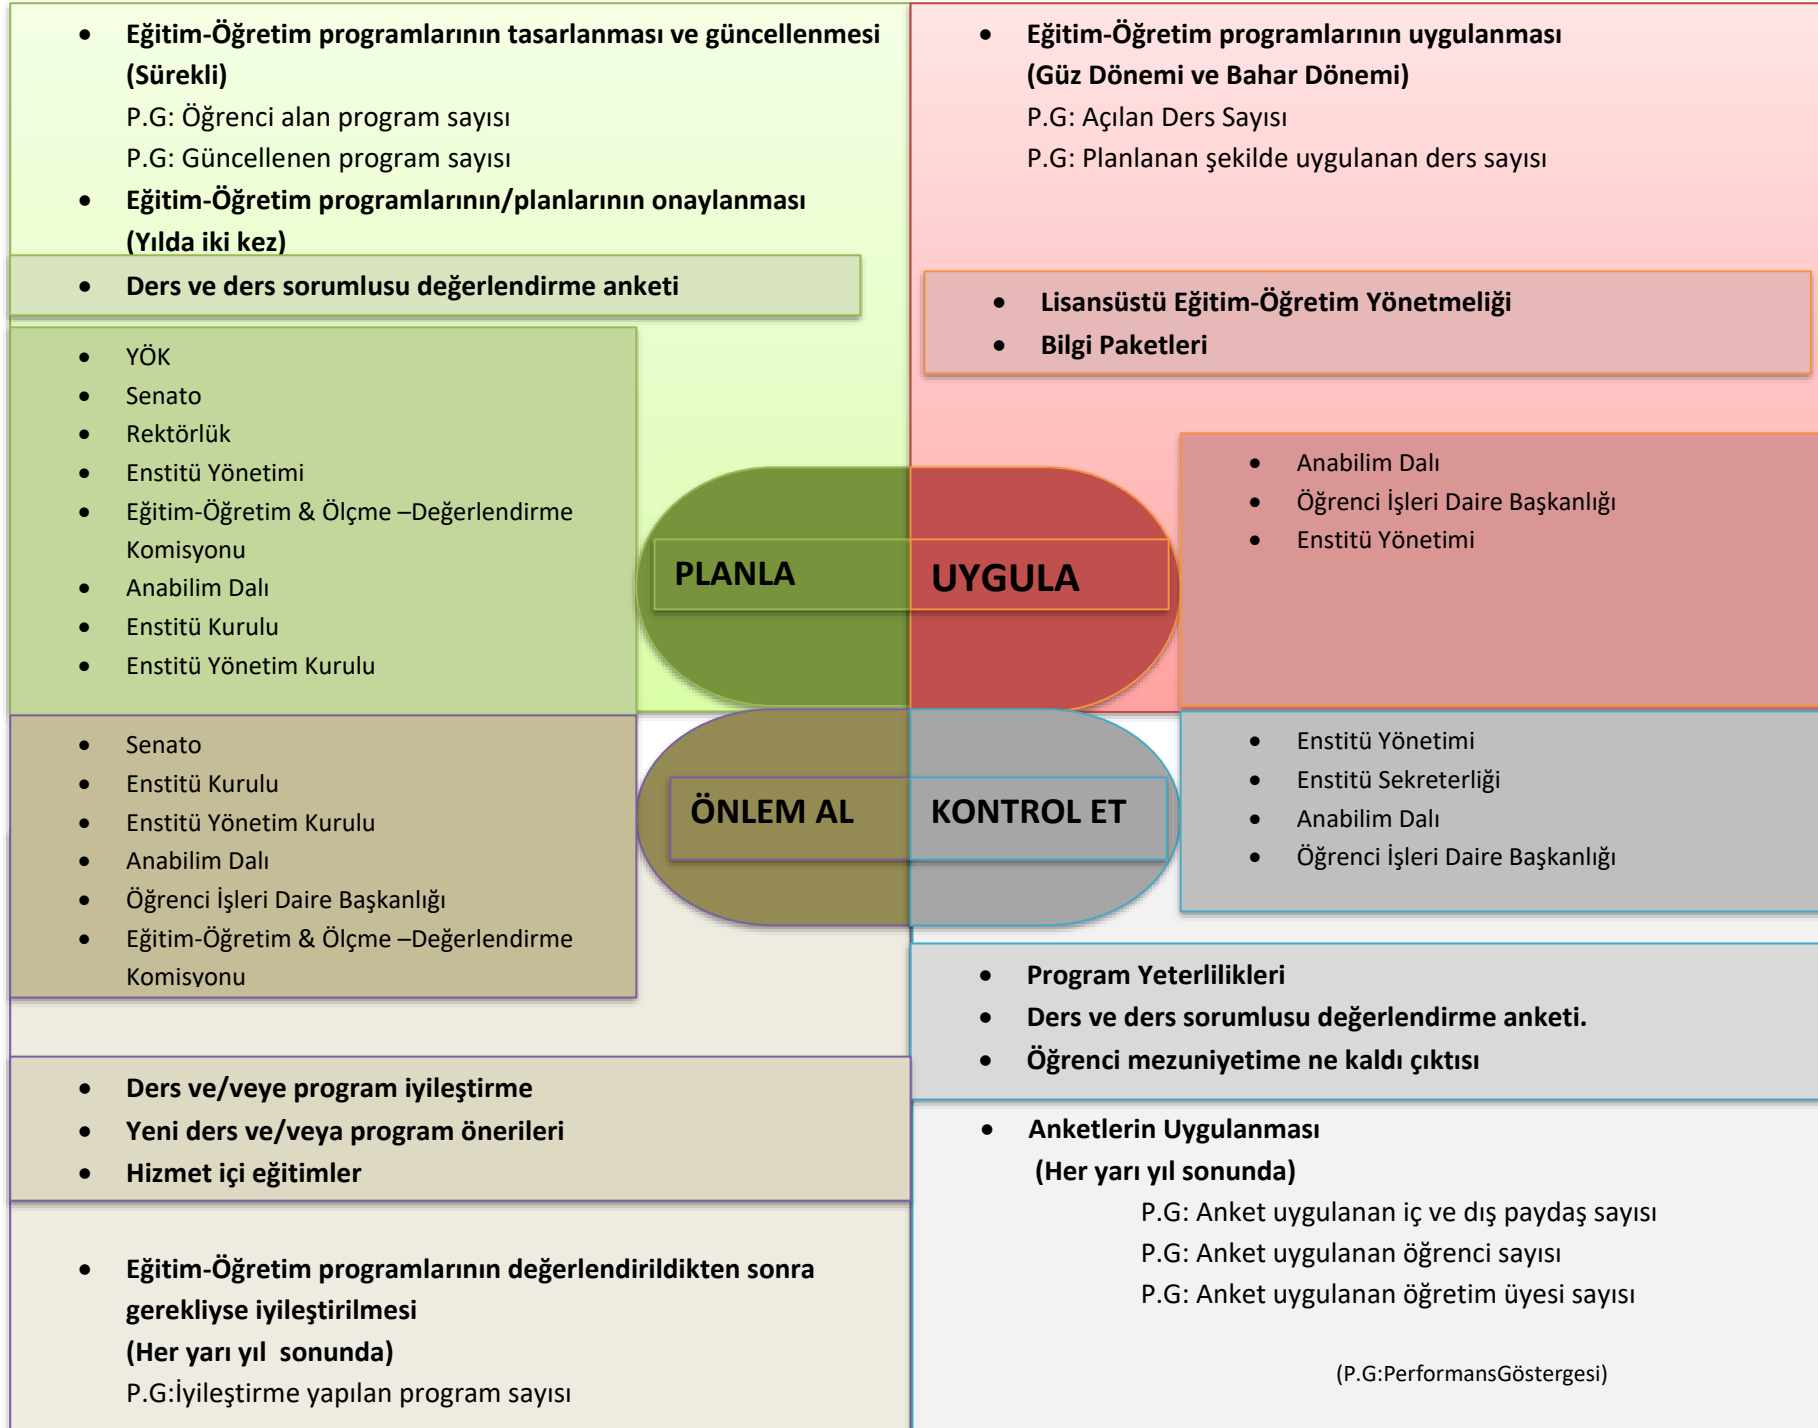 • Eğitim-Öğretim programlarının tasarlanması ve güncellenmesi
(Sürekli)
P.G: Öğrenci alan program sayısı
P.G: Güncellenen program sayısı
• Eğitim-Öğretim programlarının/planlarının onaylanması
(Yılda iki kez)
• Ders ve ders sorumlusu değerlendirme anketi
• YÖK
• Senato
• Rektörlük
• Enstitü Yönetimi
• Eğitim-Öğretim & Ölçme –Değerlendirme
Komisyonu
• Anabilim Dalı
• Enstitü Kurulu
• Enstitü Yönetim Kurulu
PLANLA
• Eğitim-Öğretim programlarının uygulanması
(Güz Dönemi ve Bahar Dönemi)
P.G: Açılan Ders Sayısı
P.G: Planlanan şekilde uygulanan ders sayısı
• Lisansüstü Eğitim-Öğretim Yönetmeliği
• Bilgi Paketleri
• Anabilim Dalı
• Öğrenci İşleri Daire Başkanlığı
• Enstitü Yönetimi
UYGULA
• Senato
• Enstitü Kurulu
• Enstitü Yönetim Kurulu
• Anabilim Dalı
• Öğrenci İşleri Daire Başkanlığı
• Eğitim-Öğretim & Ölçme –Değerlendirme
Komisyonu
ÖNLEM AL
• Ders ve/veye program iyileştirme
• Yeni ders ve/veya program önerileri
• Hizmet içi eğitimler
• Eğitim-Öğretim programlarının değerlendirildikten sonra
gerekliyse iyileştirilmesi
(Her yarı yıl  sonunda)
P.G:İyileştirme yapılan program sayısı
KONTROL ET
• Enstitü Yönetimi
• Enstitü Sekreterliği
• Anabilim Dalı
• Öğrenci İşleri Daire Başkanlığı
• Program Yeterlilikleri
• Ders ve ders sorumlusu değerlendirme anketi.
• Öğrenci mezuniyetime ne kaldı çıktısı
• Anketlerin Uygulanması
(Her yarı yıl sonunda)
P.G: Anket uygulanan iç ve dış paydaş sayısı
P.G: Anket uygulanan öğrenci sayısı
P.G: Anket uygulanan öğretim üyesi sayısı
(P.G:PerformansGöstergesi)